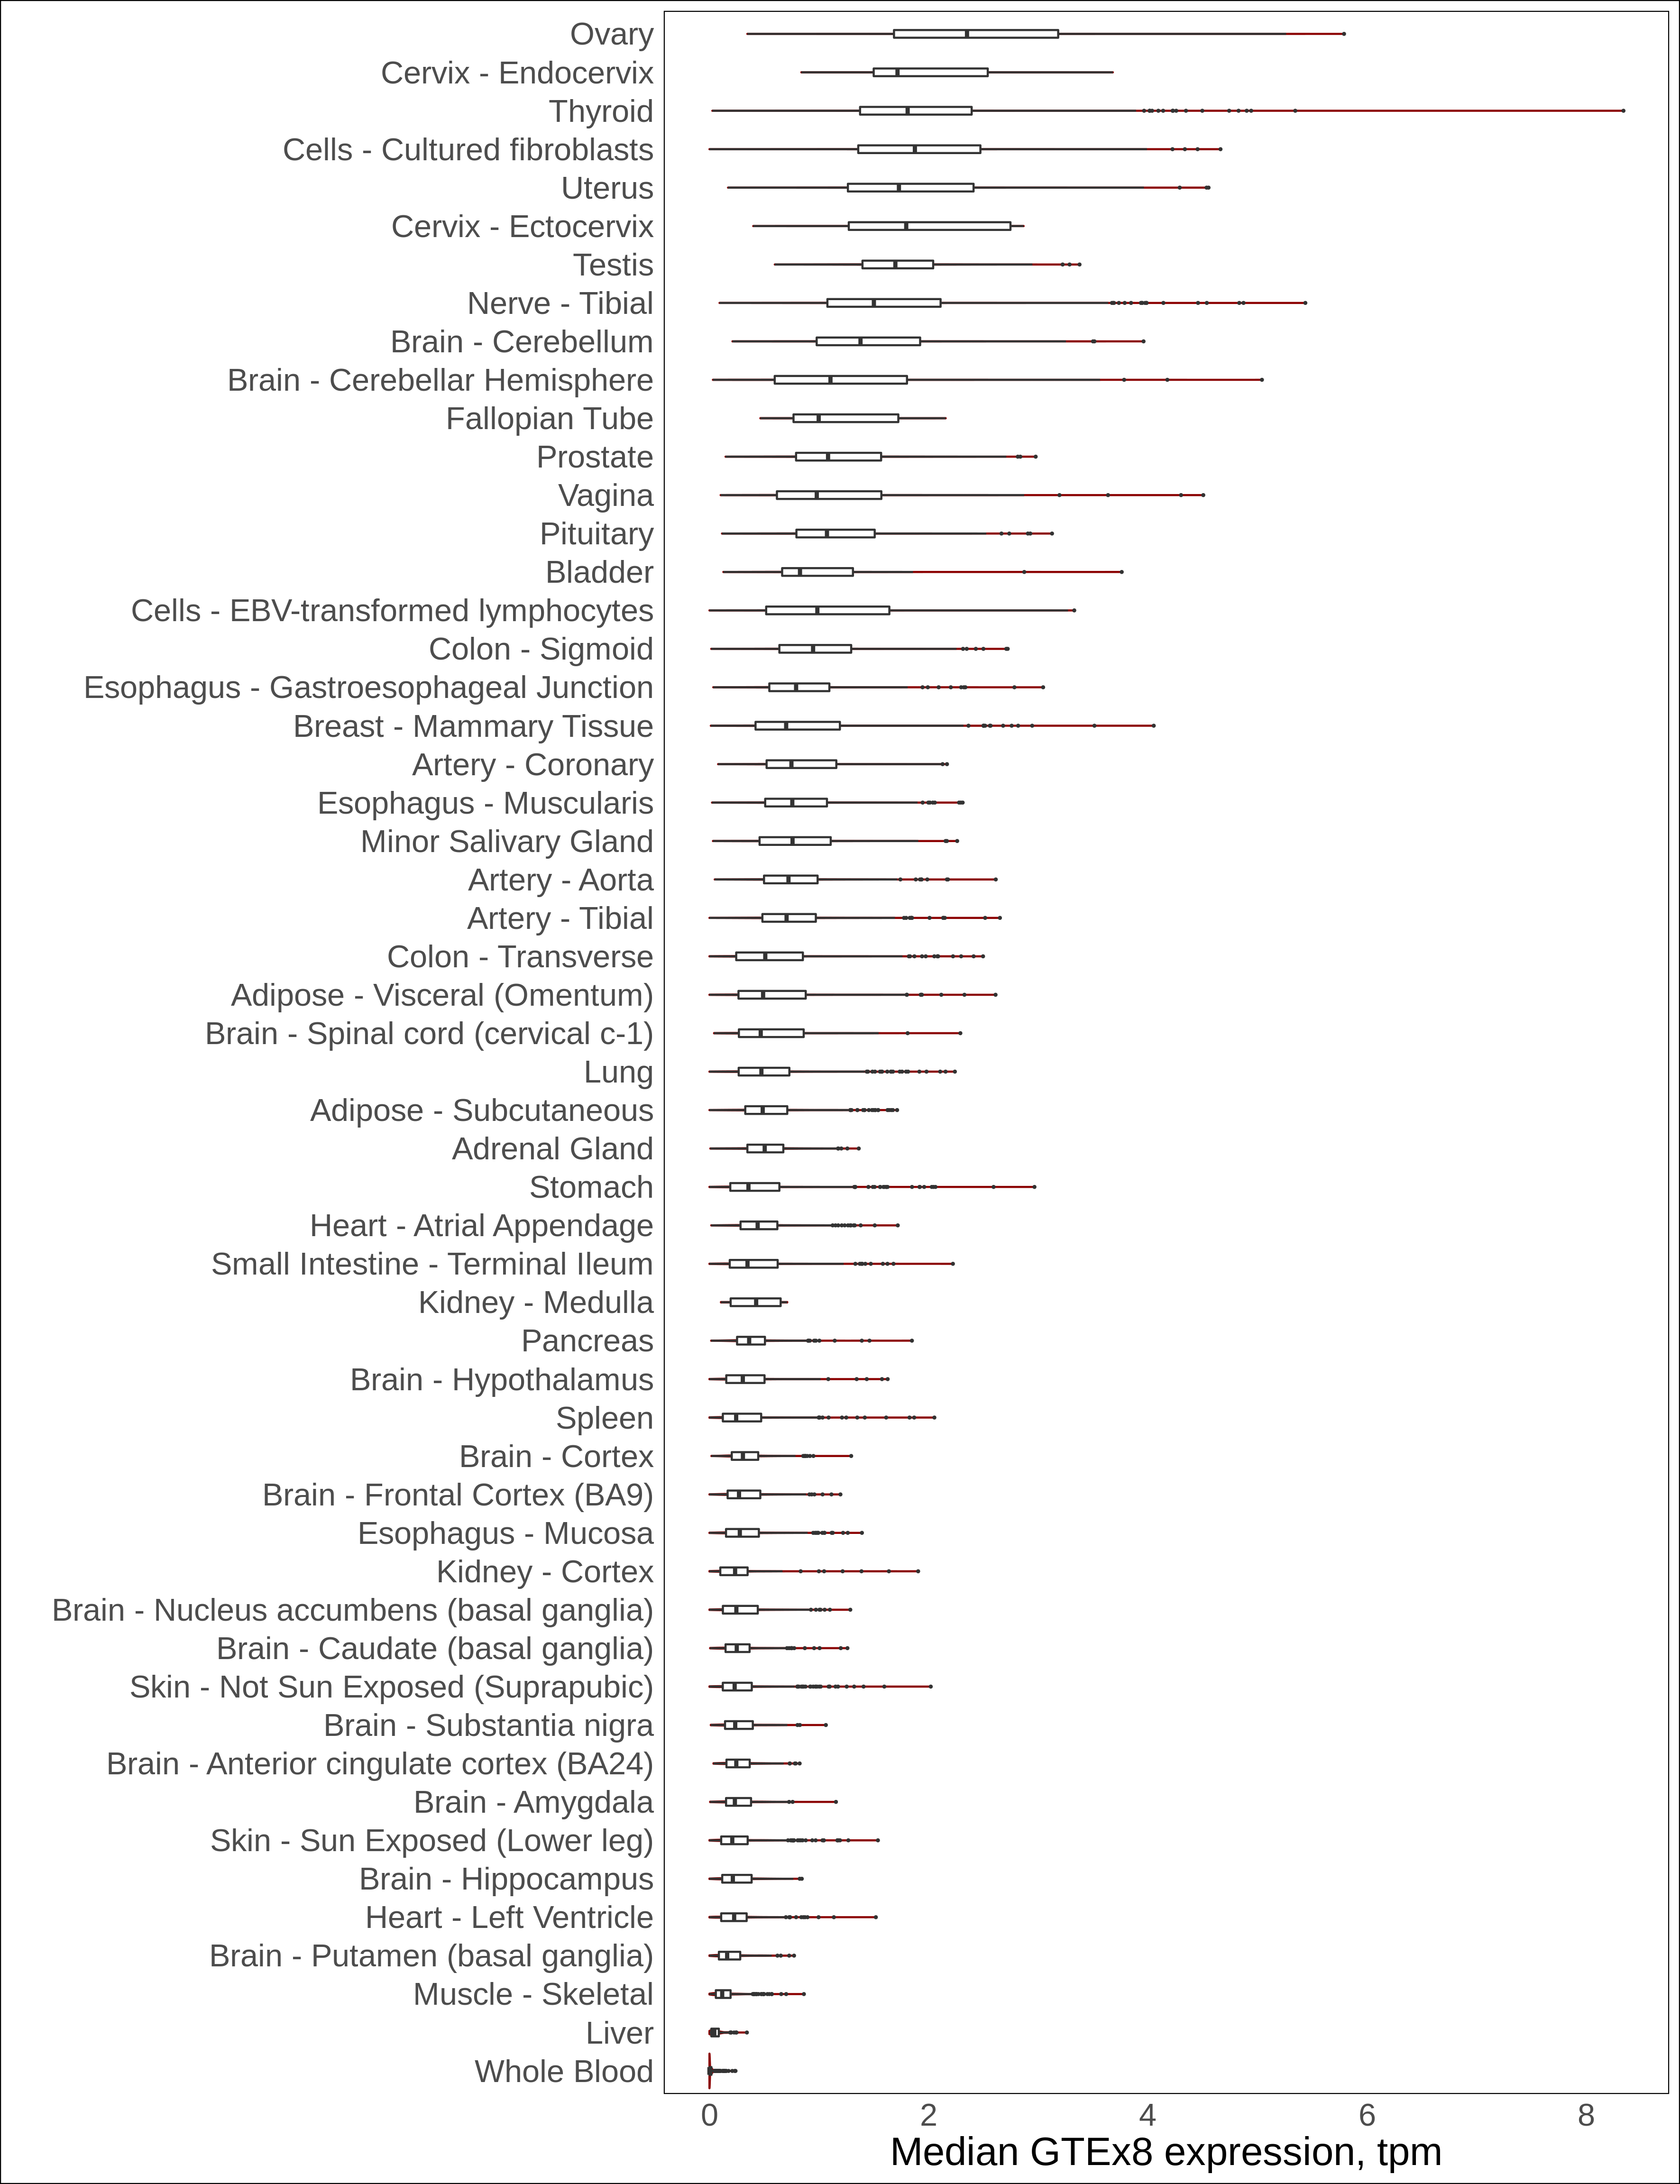 Ovary
Cervix - Endocervix
Thyroid
Cells - Cultured fibroblasts
Uterus
Cervix - Ectocervix
Testis
Nerve - Tibial
Brain - Cerebellum
Brain - Cerebellar Hemisphere
Fallopian Tube
Prostate
Vagina
Pituitary
Bladder
Cells - EBV-transformed lymphocytes
Colon - Sigmoid
Esophagus - Gastroesophageal Junction
Breast - Mammary Tissue
Artery - Coronary
Esophagus - Muscularis
Minor Salivary Gland
Artery - Aorta
Artery - Tibial
Colon - Transverse
Adipose - Visceral (Omentum)
Brain - Spinal cord (cervical c-1)
Lung
Adipose - Subcutaneous
Adrenal Gland
Stomach
Heart - Atrial Appendage
Small Intestine - Terminal Ileum
Kidney - Medulla
Pancreas
Brain - Hypothalamus
Spleen
Brain - Cortex
Brain - Frontal Cortex (BA9)
Esophagus - Mucosa
Kidney - Cortex
Brain - Nucleus accumbens (basal ganglia)
Brain - Caudate (basal ganglia)
Skin - Not Sun Exposed (Suprapubic)
Brain - Substantia nigra
Brain - Anterior cingulate cortex (BA24)
Brain - Amygdala
Skin - Sun Exposed (Lower leg)
Brain - Hippocampus
Heart - Left Ventricle
Brain - Putamen (basal ganglia)
Muscle - Skeletal
Liver
Whole Blood
0 2 4 6 8
Median GTEx8 expression, tpm